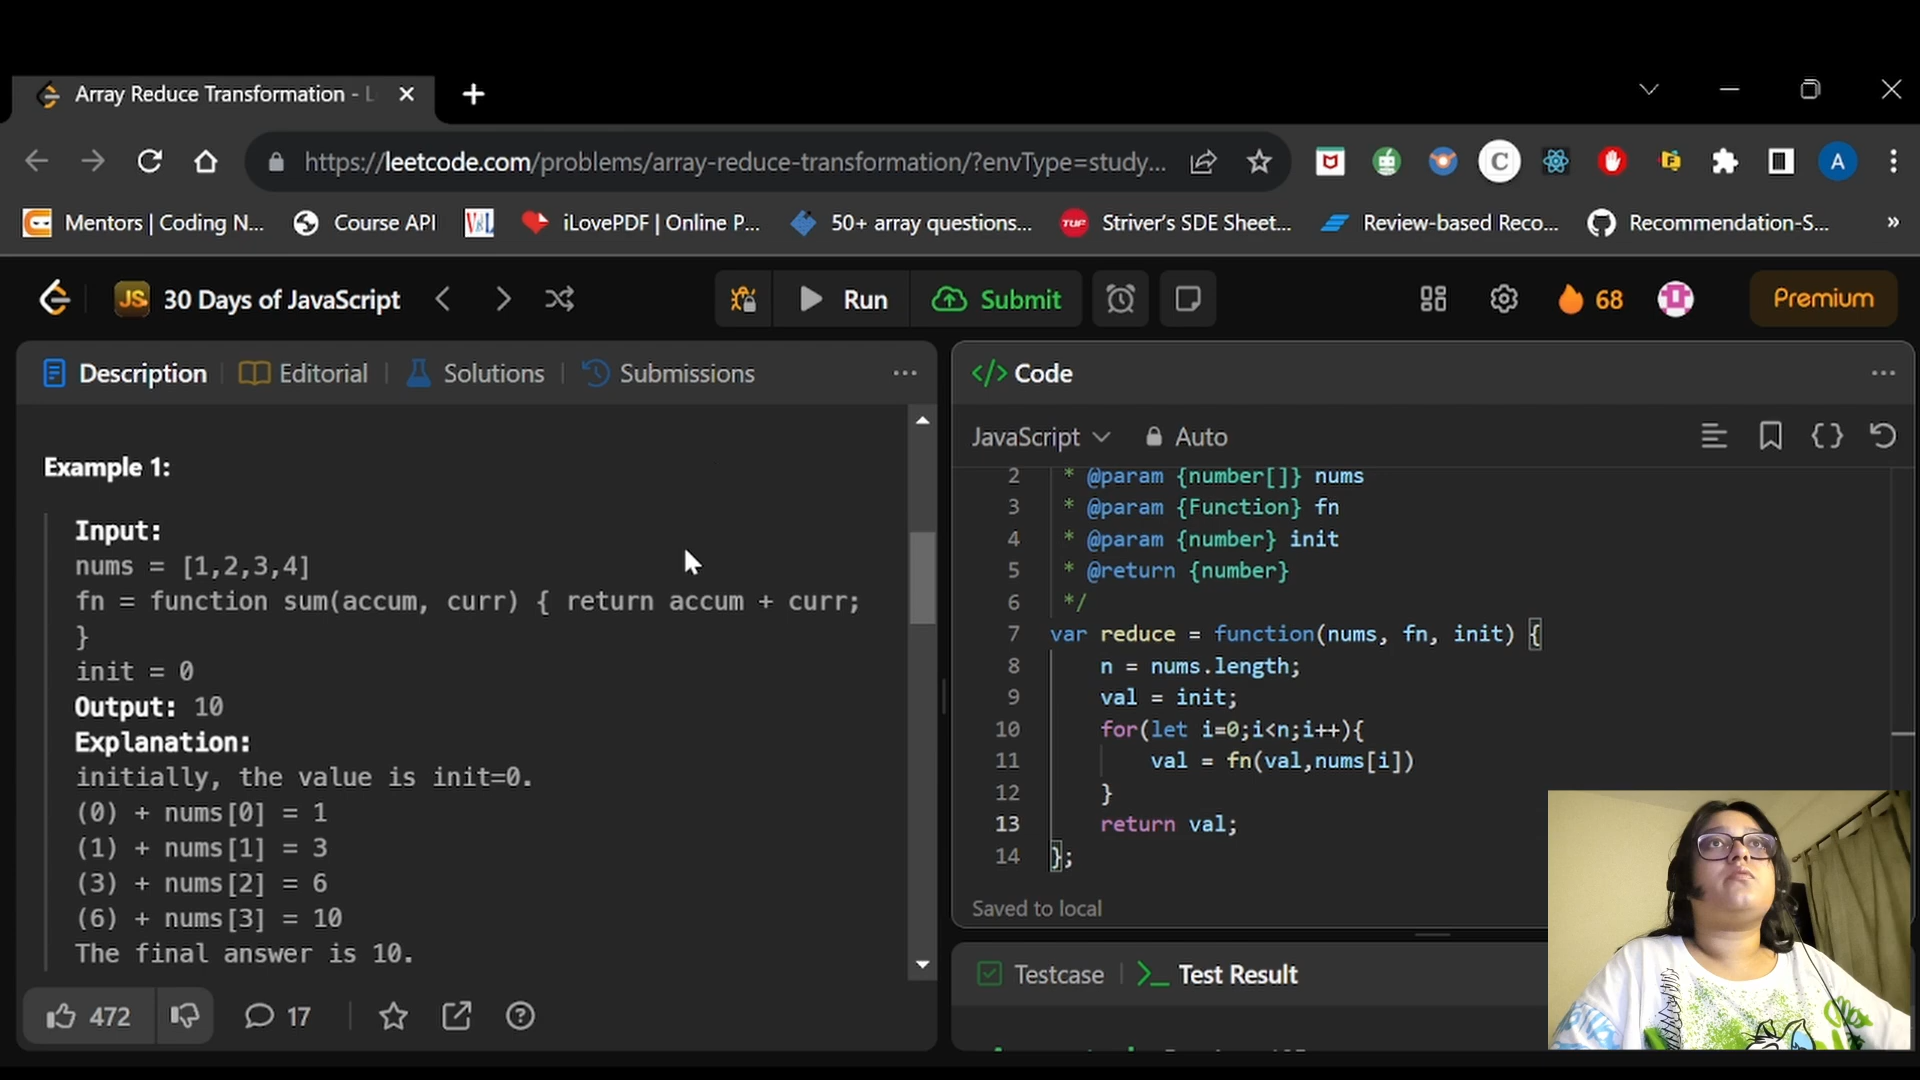 Array Reduce Transformation - L
https://leetcode.com/problems/array-reduce-transformation/?envType=study...
C
A
Mentors | Coding N...
Course API
iLovePDF | Online P...
50+ array questions...
TUF
Striver's SDE Sheet...
Review-based Reco...
Recommendation-S...
»
JS
30 Days of JavaScript
Run
Submit
68
Premium
Description
Editorial
Solutions
Submissions
Example 1:
Input:
nums = [1,2,3,4]
fn = function sum(accum, curr) { return accum + curr;
}
init = 0
Output: 10
Explanation:
initially, the value is init=0.
(0) + nums[0] = 1
(1) + nums[1] = 3
(3) + nums[2] = 6
(6) + nums[3] = 10
The final answer is 10.
472
17
</> Code
JavaScript
Auto
2 * @param {number[]} nums
3 * @param {Function} fn
4 * @param {number} init
5 * @return {number}
6 */
7 var reduce = function(nums, fn, init) {
8 n = nums.length;
9 val = init;
10 for(let i=0;i<n;i++){
11 val = fn(val,nums[i])
12 }
13 return val;
14 };
Saved to local
Testcase
Test Result